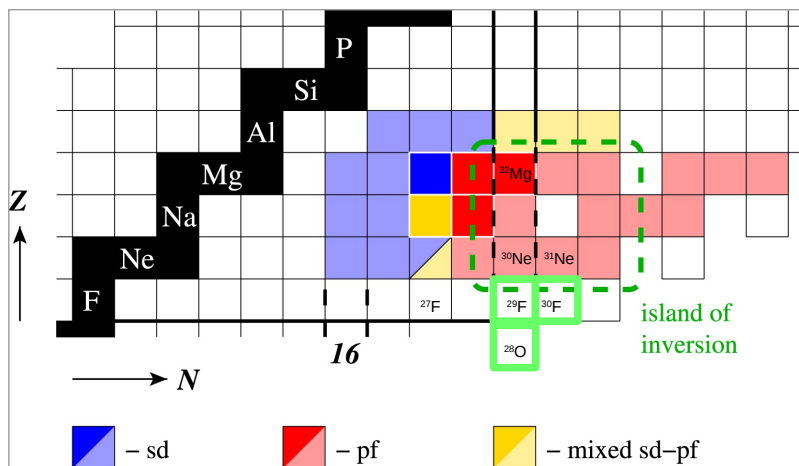 P
Si
Al
Mg
³²Mg
Z
Na
Ne
³⁰Ne
³¹Ne
F
²⁷F
²⁹F
³⁰F
island of
inversion
16
²⁸O
N
– sd
– pf
– mixed sd–pf